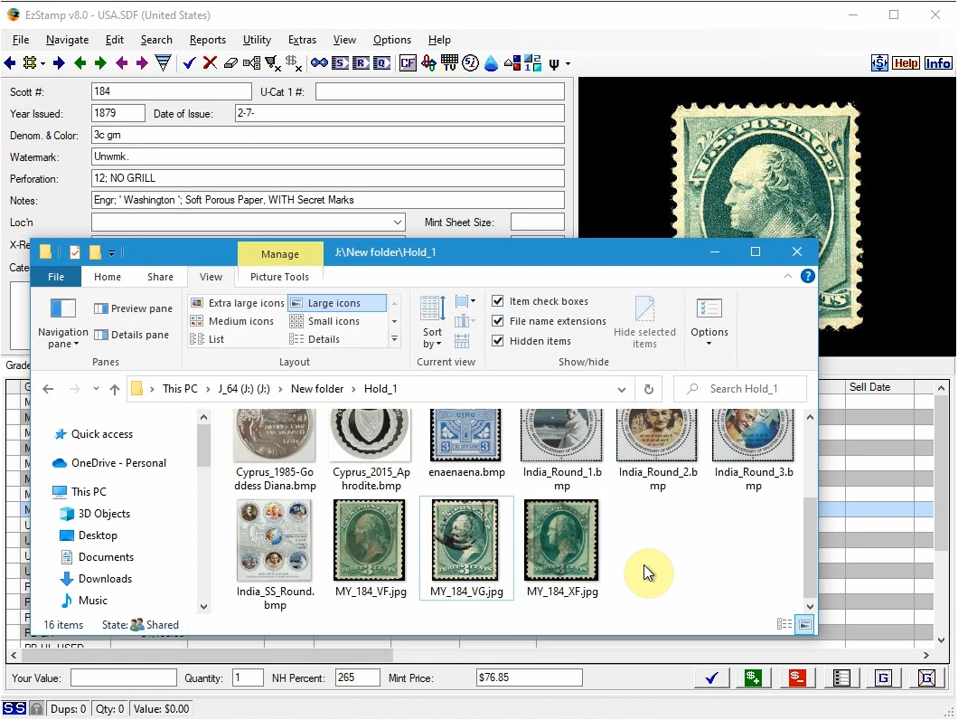 EzStamp v8.0 - USA.SDF (United States)
File Navigate Edit Search Reports Utility Extras View Options Help
S R Q CF TV Help Info
Scott #: 184 U-Cat 1 #:
Year Issued: 1879 Date of Issue: 2-7-
Denom. & Color: 3c gm
Watermark: Unwmk.
Perforation: 12; NO GRILL
Notes: Engr; ' Washington '; Soft Porous Paper, WITH Secret Marks
Loc'n Mint Sheet Size:
U.S. POSTAGE
X-Re
Cate
Grade
Sell Date
Manage J:\New folder\Hold_1
File Home Share View Picture Tools
Navigation pane
Preview pane
Details pane
Panes
Extra large icons Large icons
Medium icons Small icons
List Details
Layout
Sort by
Current view
Item check boxes
File name extensions
Hidden items
Hide selected items
Show/hide
Options
This PC J_64 (J:) (J:) New folder Hold_1
Search Hold_1
Quick access
OneDrive - Personal
This PC
3D Objects
Desktop
Documents
Downloads
Music
Cyprus_1985-Goddess Diana.bmp
Cyprus_2015_Aphrodite.bmp
enaenaena.bmp
India_Round_1.bmp
India_Round_2.bmp
India_Round_3.bmp
India_SS_Round.bmp
MY_184_VF.jpg
MY_184_VG.jpg
MY_184_XF.jpg
16 items State: Shared
Your Value: Quantity: 1 NH Percent: 265 Mint Price: $76.85
SS Dups: 0 Qty: 0 Value: $0.00